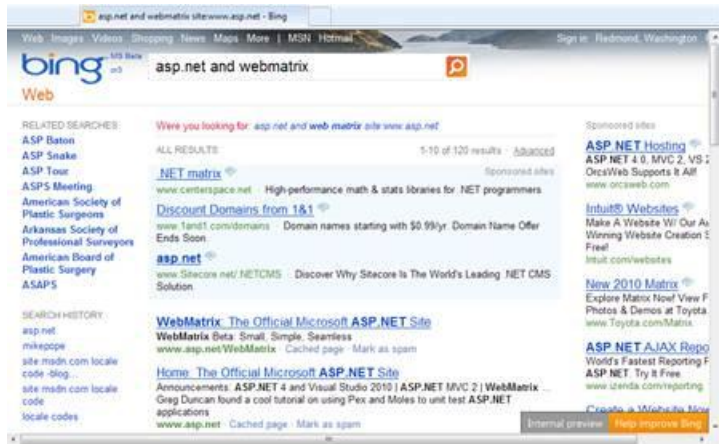 asp.net and webmatrix site:www.asp.net - Bing
Web Images Videos Shopping News Maps More | MSN Hotmail
Sign in Redmond, Washington
bing
MS Beta
asp.net and webmatrix
Web
RELATED SEARCHES
ASP Baton
ASP Snake
ASP Tour
ASPS Meeting
American Society of
Plastic Surgeons
Arkansas Society of
Professional Surveyors
American Board of
Plastic Surgery
ASAPS
SEARCH HISTORY
asp.net
mikepope
site:msdn.com locale
code -blog...
site:msdn.com locale
code
locale codes
Were you looking for: asp net and web matrix site:www.asp.net
ALL RESULTS
1-10 of 120 results · Advanced
.NET matrix
Sponsored sites
www.centerspace.net · High-performance math & stats libraries for .NET programmers
Discount Domains from 1&1
www.1and1.com/domains · Domain names starting with $0.99/yr. Domain Name Offer
Ends Soon.
asp net
www.Sitecore.net/.NETCMS · Discover Why Sitecore Is The World's Leading .NET CMS
Solution.
WebMatrix: The Official Microsoft ASP.NET Site
WebMatrix Beta: Small, Simple, Seamless
www.asp.net/WebMatrix · Cached page · Mark as spam
Home: The Official Microsoft ASP.NET Site
Announcements: ASP.NET 4 and Visual Studio 2010 | ASP.NET MVC 2 | WebMatrix ...
Greg Duncan found a cool tutorial on using Pex and Moles to unit test ASP.NET
applications
www.asp.net · Cached page · Mark as spam
Sponsored sites
ASP.NET Hosting
ASP.NET 4.0, MVC 2, VS 2
OrcsWeb Supports It All!
www.orcsweb.com
Intuit® Websites
Make A Website W/ Our
Winning Website Creation S
Free!
Intuit.com/websites
New 2010 Matrix
Explore Matrix Now! View F
Photos & Demos at Toyota.
www.Toyota.com/Matrix
ASP.NET AJAX Repo
World's Fastest Reporting F
ASP.NET. Try It Free.
www.izenda.com/reporting
Create a Website Now
Internal preview
Help improve Bing